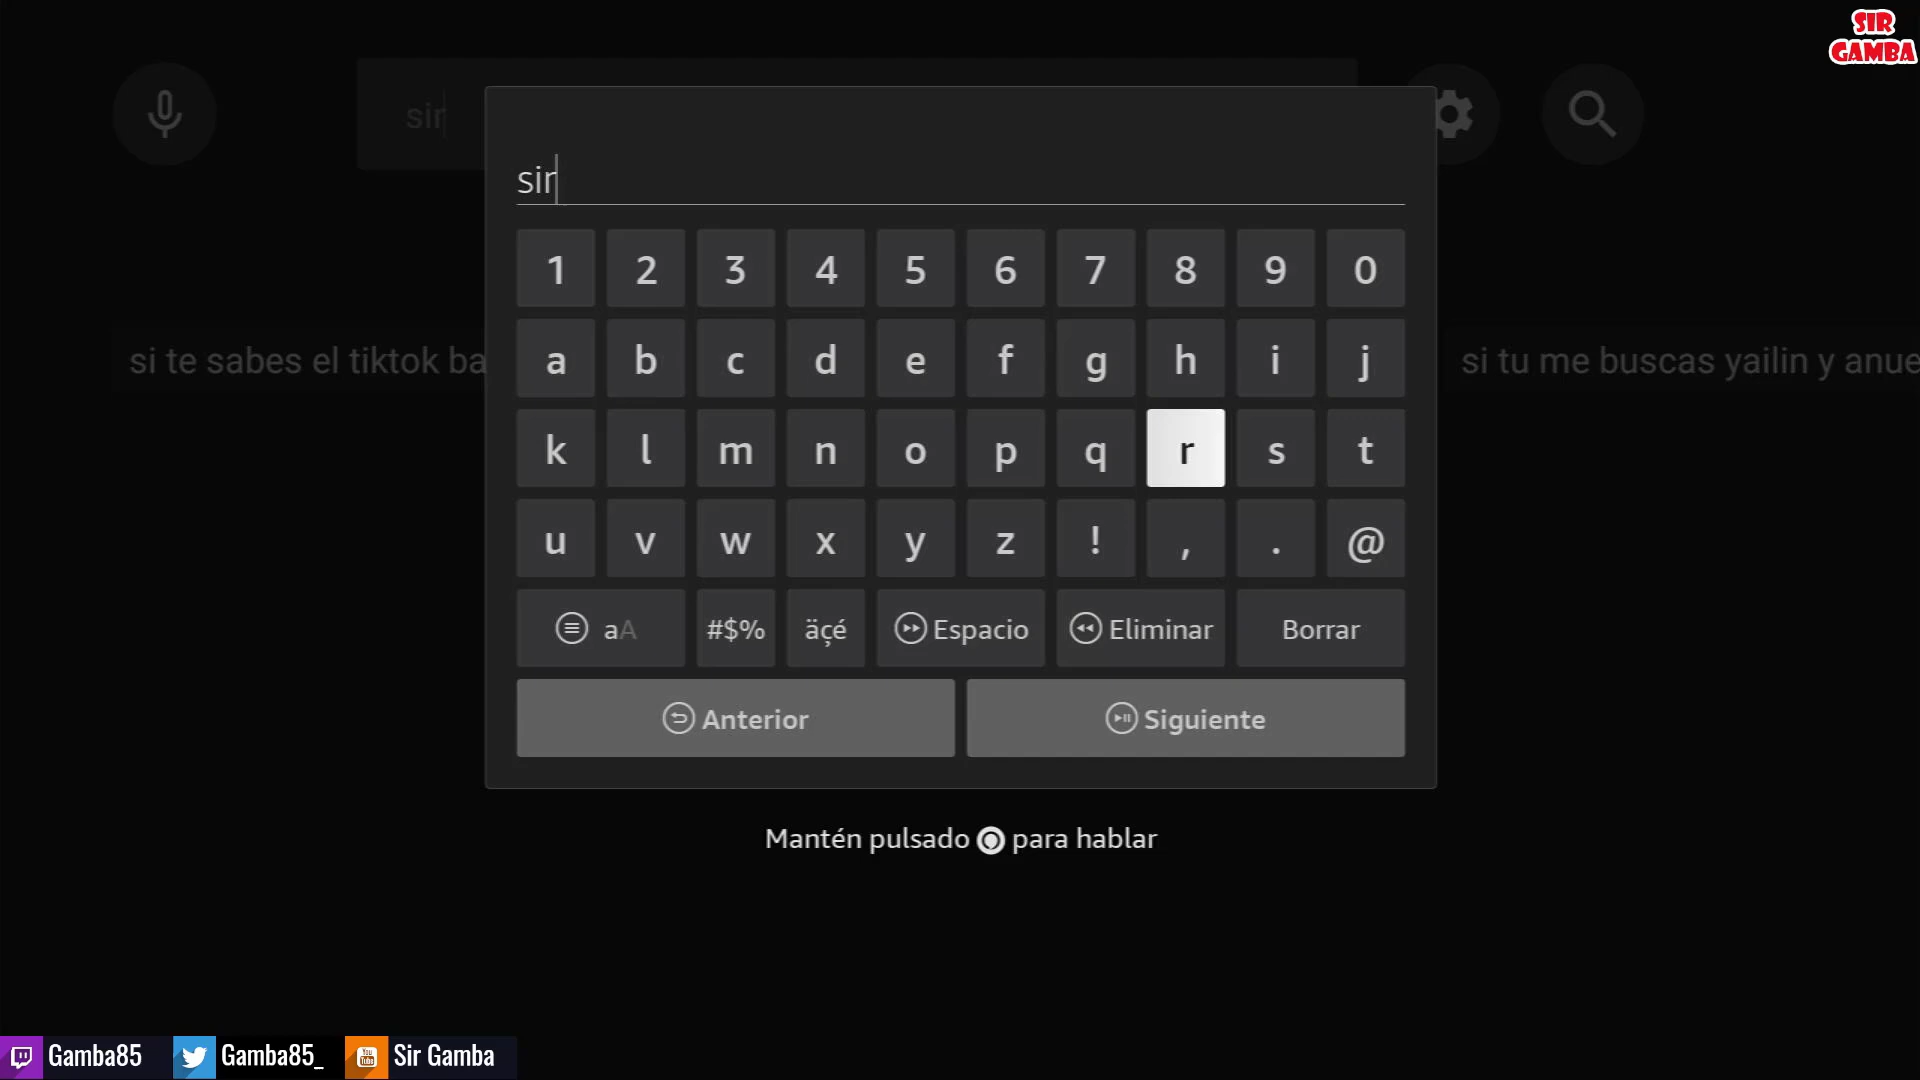 SIR
GAMBA
sir
sir
1 2 3 4 5 6 7 8 9 0
si te sabes el tiktok ba
a b c d e f g h i j
si tu me buscas yailin y anue
k l m n o p q r s t
u v w x y z ! , . @
aA #$% äçé Espacio Eliminar Borrar
Anterior Siguiente
Mantén pulsado para hablar
Gamba85 Gamba85_ You Tube Sir Gamba